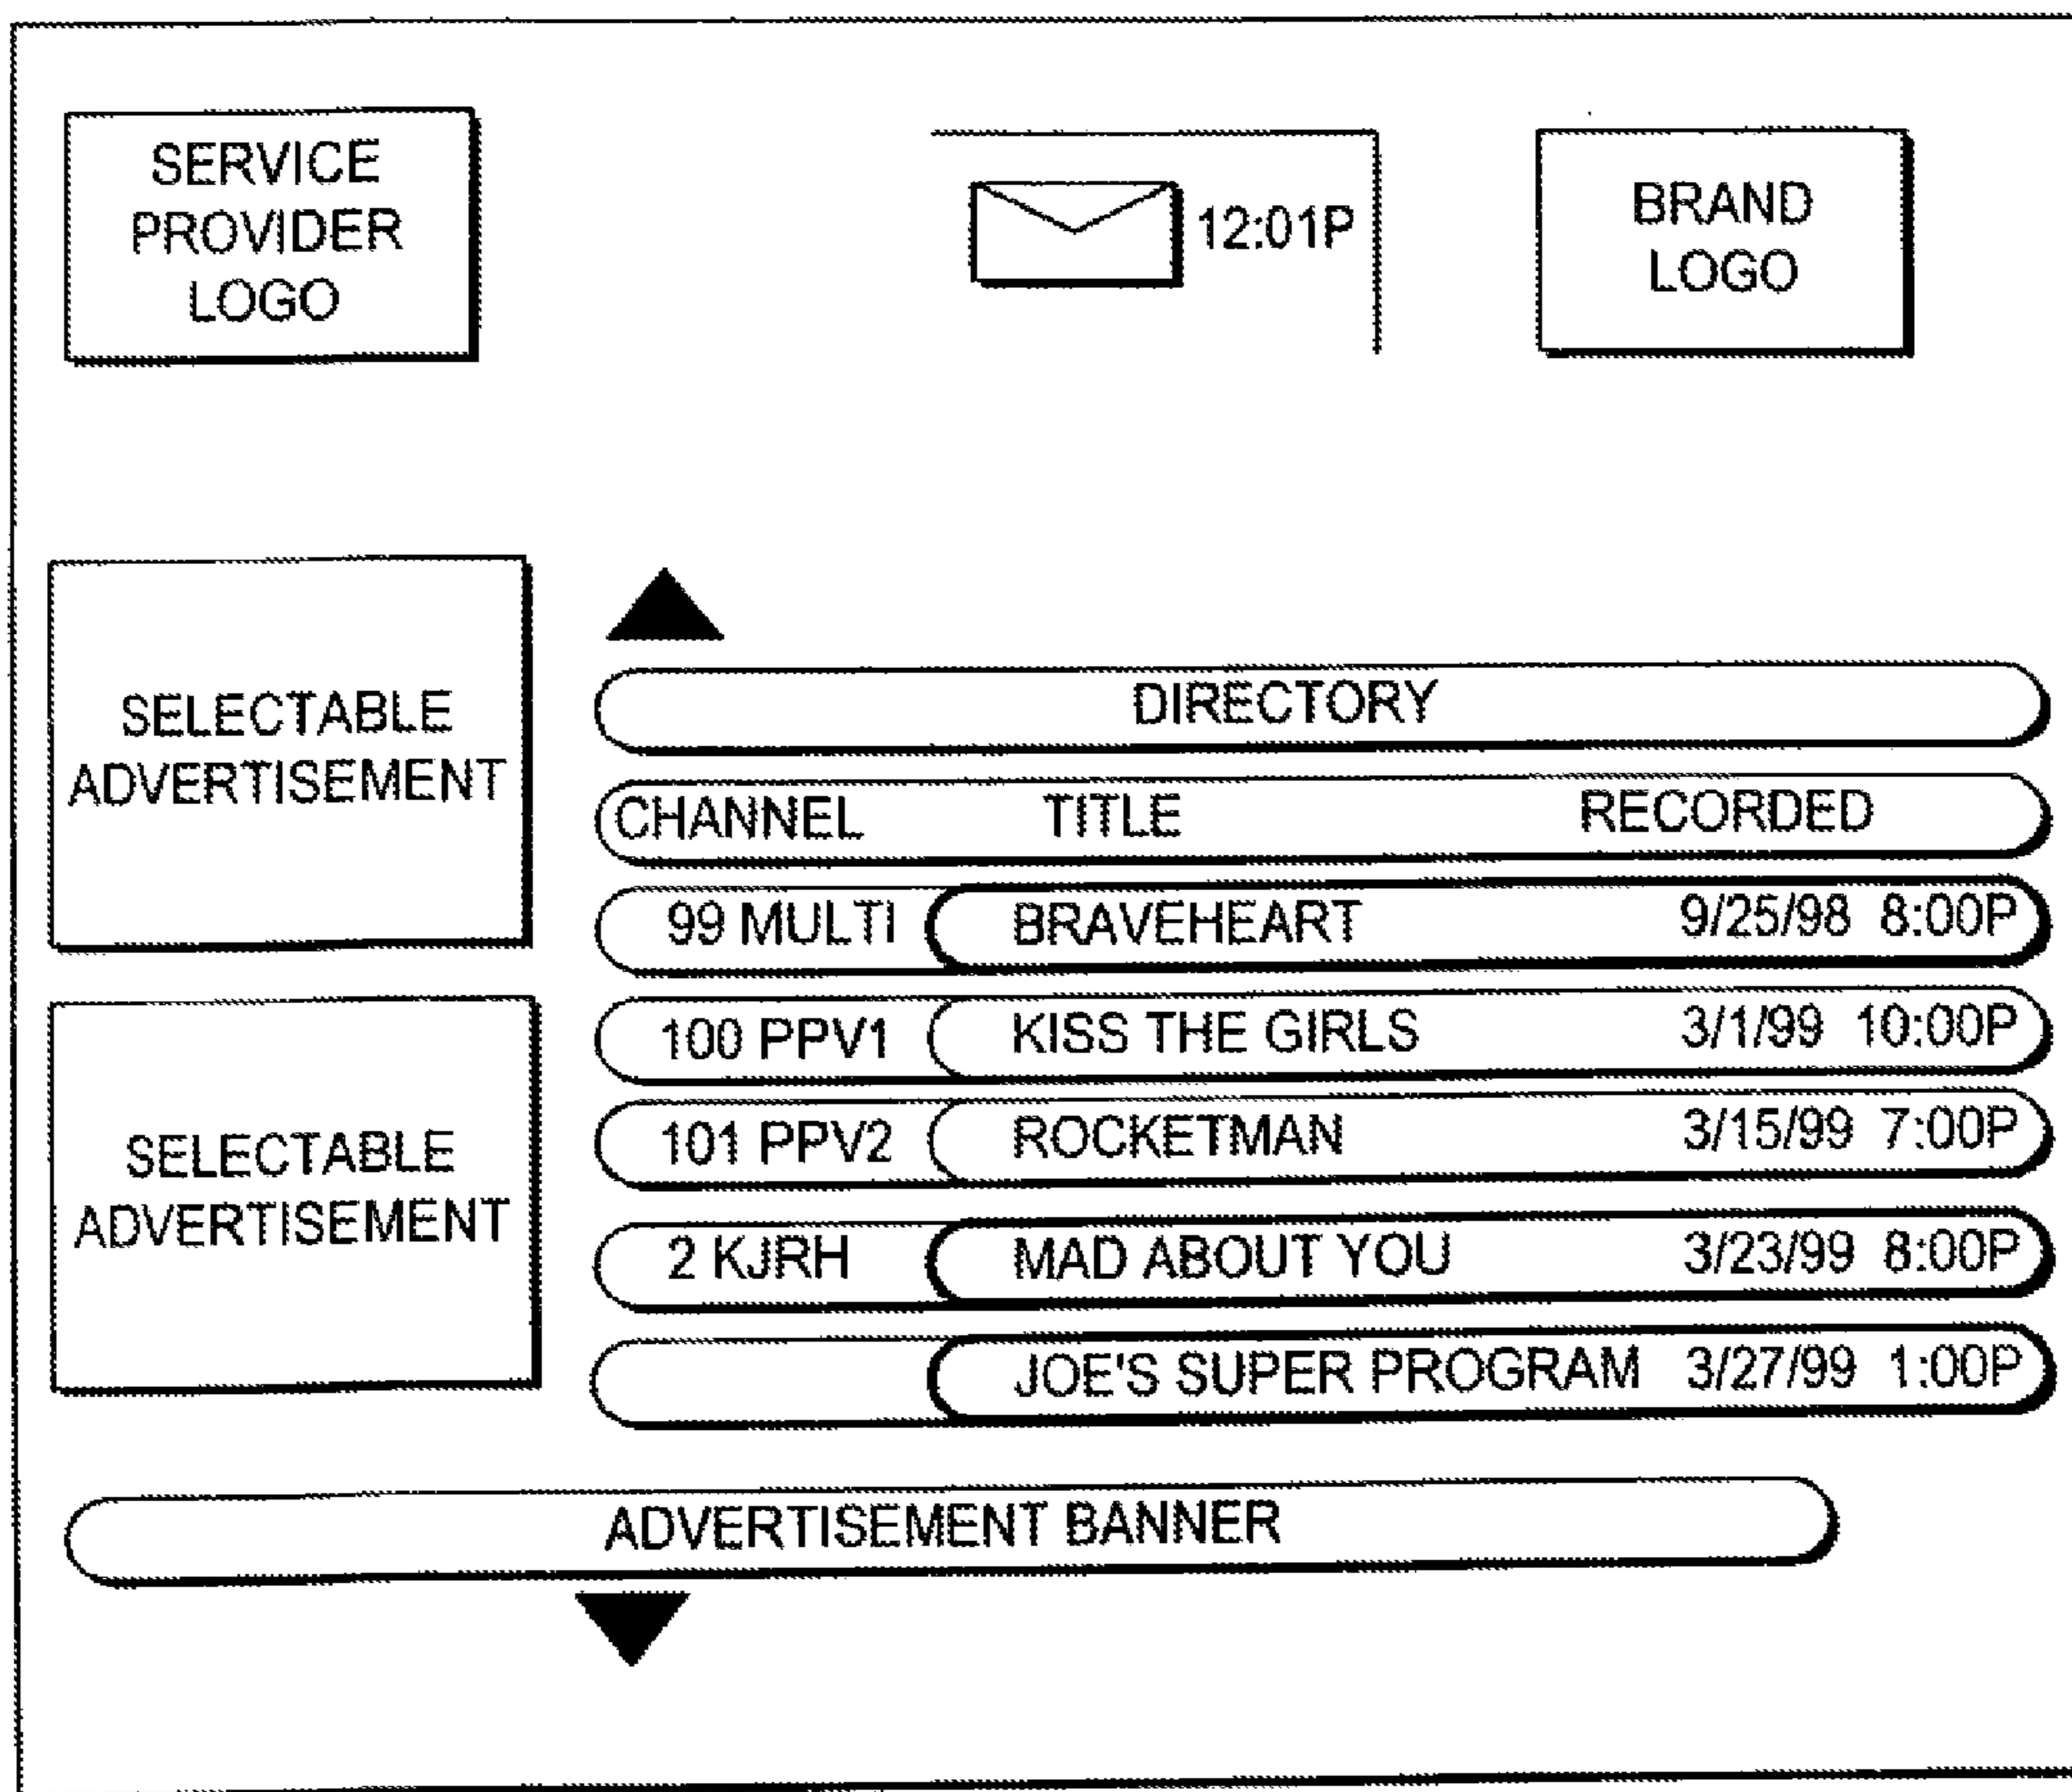 SERVICE
PROVIDER
LOGO
12:01P
BRAND
LOGO
SELECTABLE
ADVERTISEMENT
SELECTABLE
ADVERTISEMENT
DIRECTORY
CHANNEL TITLE RECORDED
99 MULTI BRAVEHEART 9/25/98 8:00P
100 PPV1 KISS THE GIRLS 3/1/99 10:00P
101 PPV2 ROCKETMAN 3/15/99 7:00P
2 KJRH MAD ABOUT YOU 3/23/99 8:00P
JOE'S SUPER PROGRAM 3/27/99 1:00P
ADVERTISEMENT BANNER